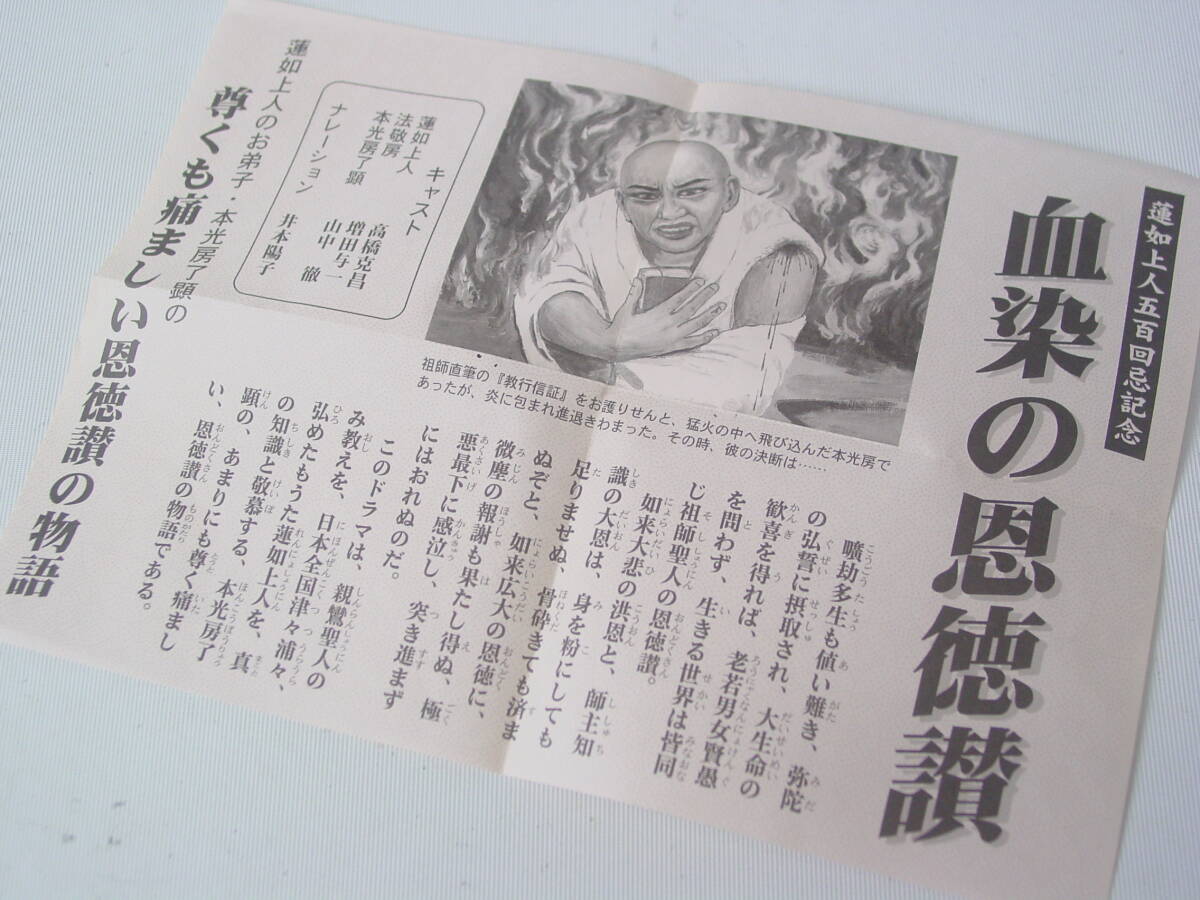 蓮如上人五百回忌記念
血染の恩徳讃
祖師直筆の『教行信証』をお護りせんと、猛火の中へ飛び込んだ本光房で
あったが、炎に包まれ進退きわまった。その時、彼の決断は……
曠劫多生も値い難き、弥陀
の弘誓に摂取され、大生命の
歓喜を得れば、老若男女賢愚
を問わず、生きる世界は皆同
じ祖師聖人の恩徳讃。
如来大悲の洪恩と、師主知
識の大恩は、身を粉にしても
足りませぬ、骨砕きても済ま
ぬぞと、如来広大の恩徳に、
微塵の報謝も果たし得ぬ、極
悪最下に感泣し、突き進まず
にはおれぬのだ。
このドラマは、親鸞聖人の
み教えを、日本全国津々浦々、
弘めたもうた蓮如上人を、真
の知識と敬慕する、本光房了
顕の、あまりにも尊く痛まし
い、恩徳讃の物語である。
キャスト
蓮如上人 高橋克昌
法敬房 増田与一
本光房了顕 山中 徹
ナレーション 井本陽子
蓮如上人のお弟子・本光房了顕の
尊くも痛ましい恩徳讃の物語